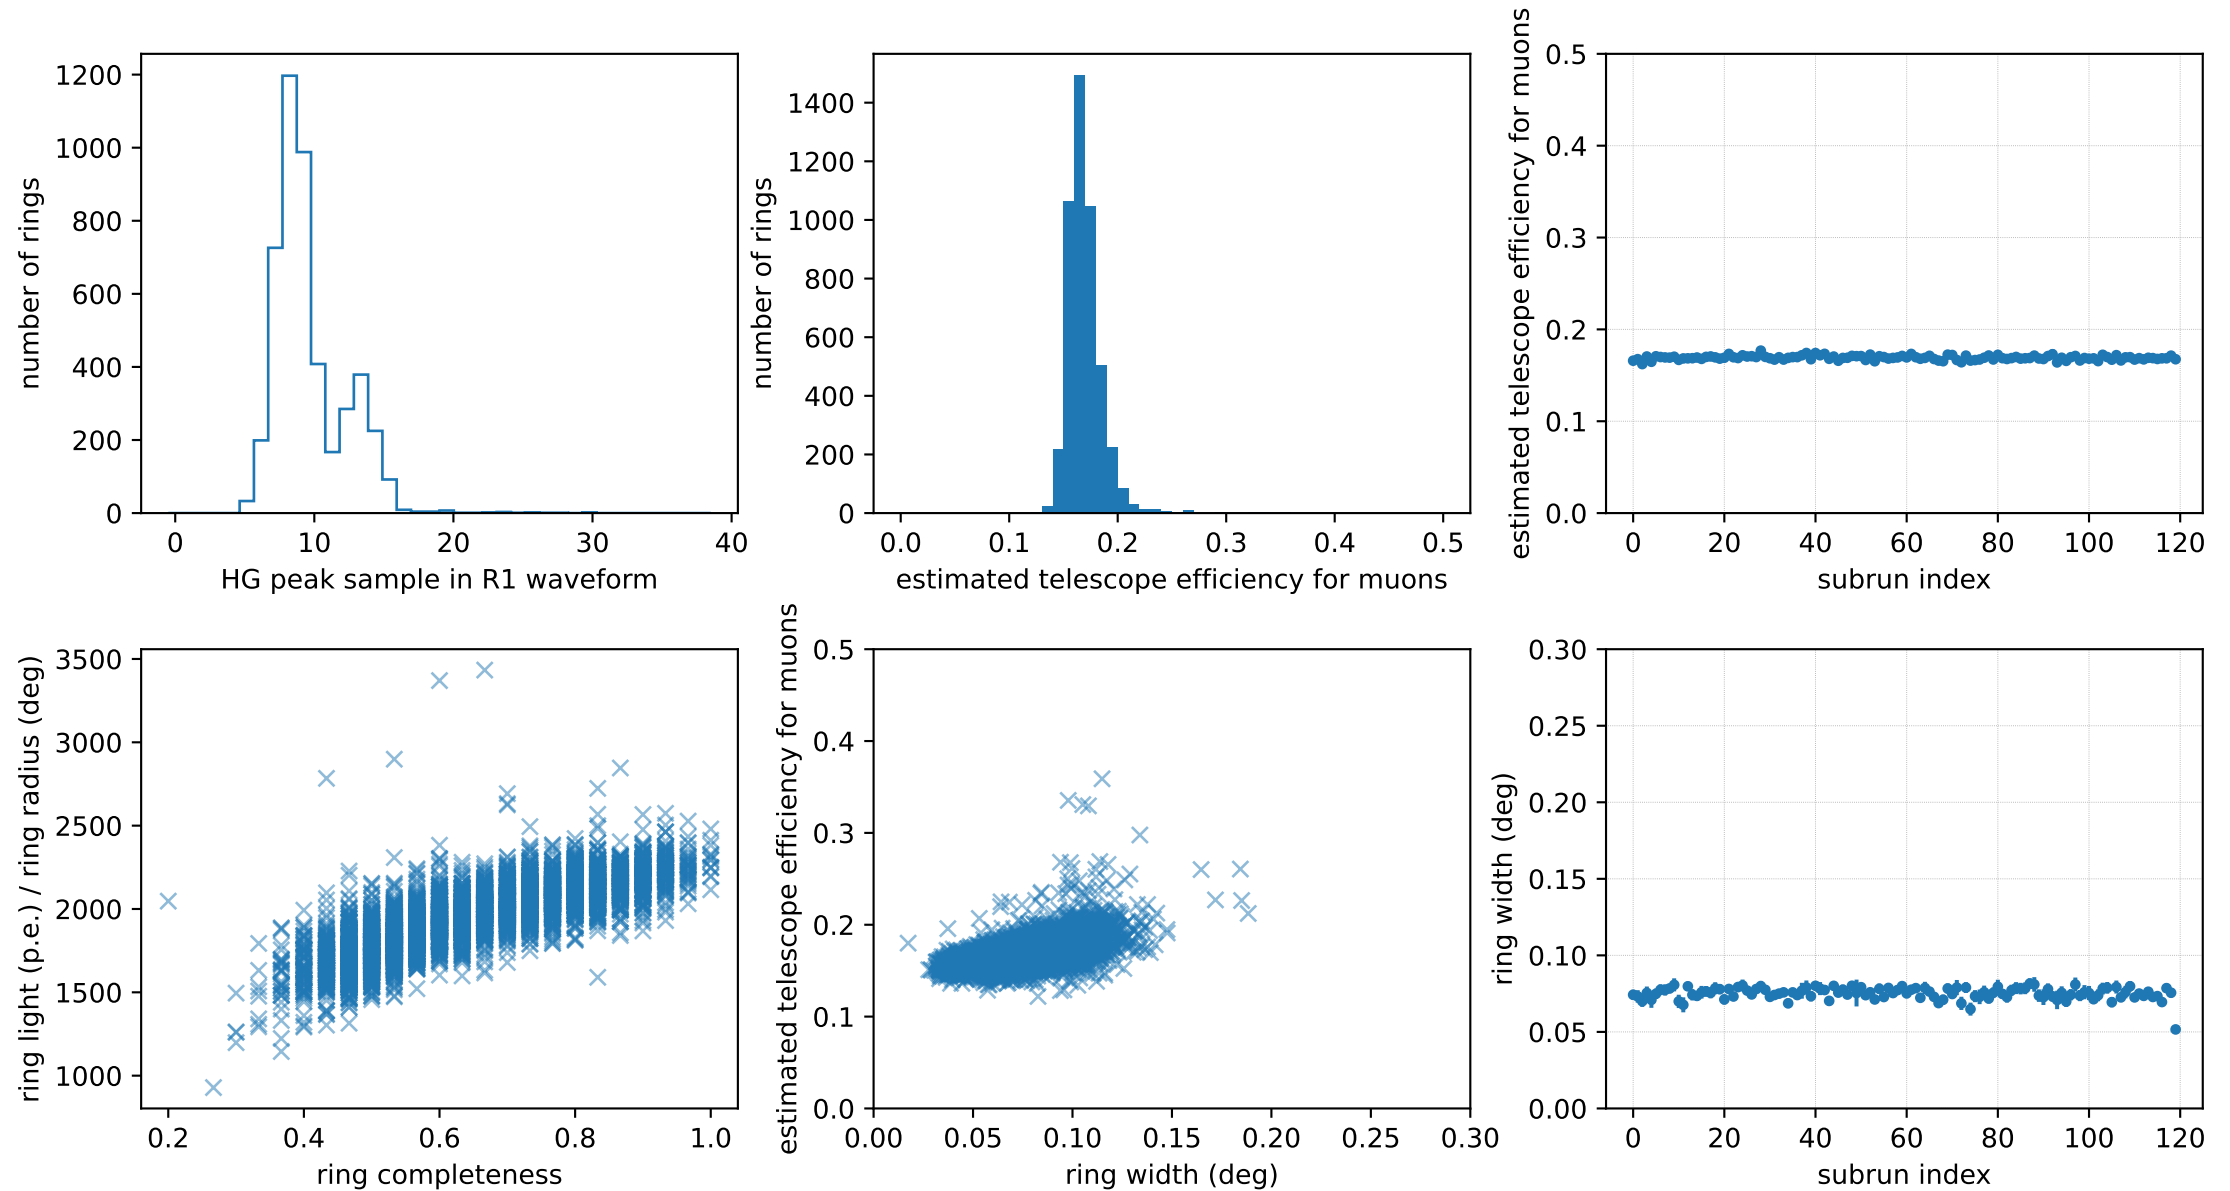 1200
1000
800
600
400
200
0
number of rings
0 10 20 30 40
HG peak sample in R1 waveform
1400
1200
1000
800
600
400
200
0
number of rings
0.0 0.1 0.2 0.3 0.4 0.5
estimated telescope efficiency for muons
0.5
0.4
0.3
0.2
0.1
0.0
estimated telescope efficiency for muons
0 20 40 60 80 100 120
subrun index
3500
3000
2500
2000
1500
1000
ring light (p.e.) / ring radius (deg)
0.2 0.4 0.6 0.8 1.0
ring completeness
0.5
0.4
0.3
0.2
0.1
0.0
estimated telescope efficiency for muons
0.00 0.05 0.10 0.15 0.20 0.25 0.30
ring width (deg)
0.30
0.25
0.20
0.15
0.10
0.05
0.00
ring width (deg)
0 20 40 60 80 100 120
subrun index